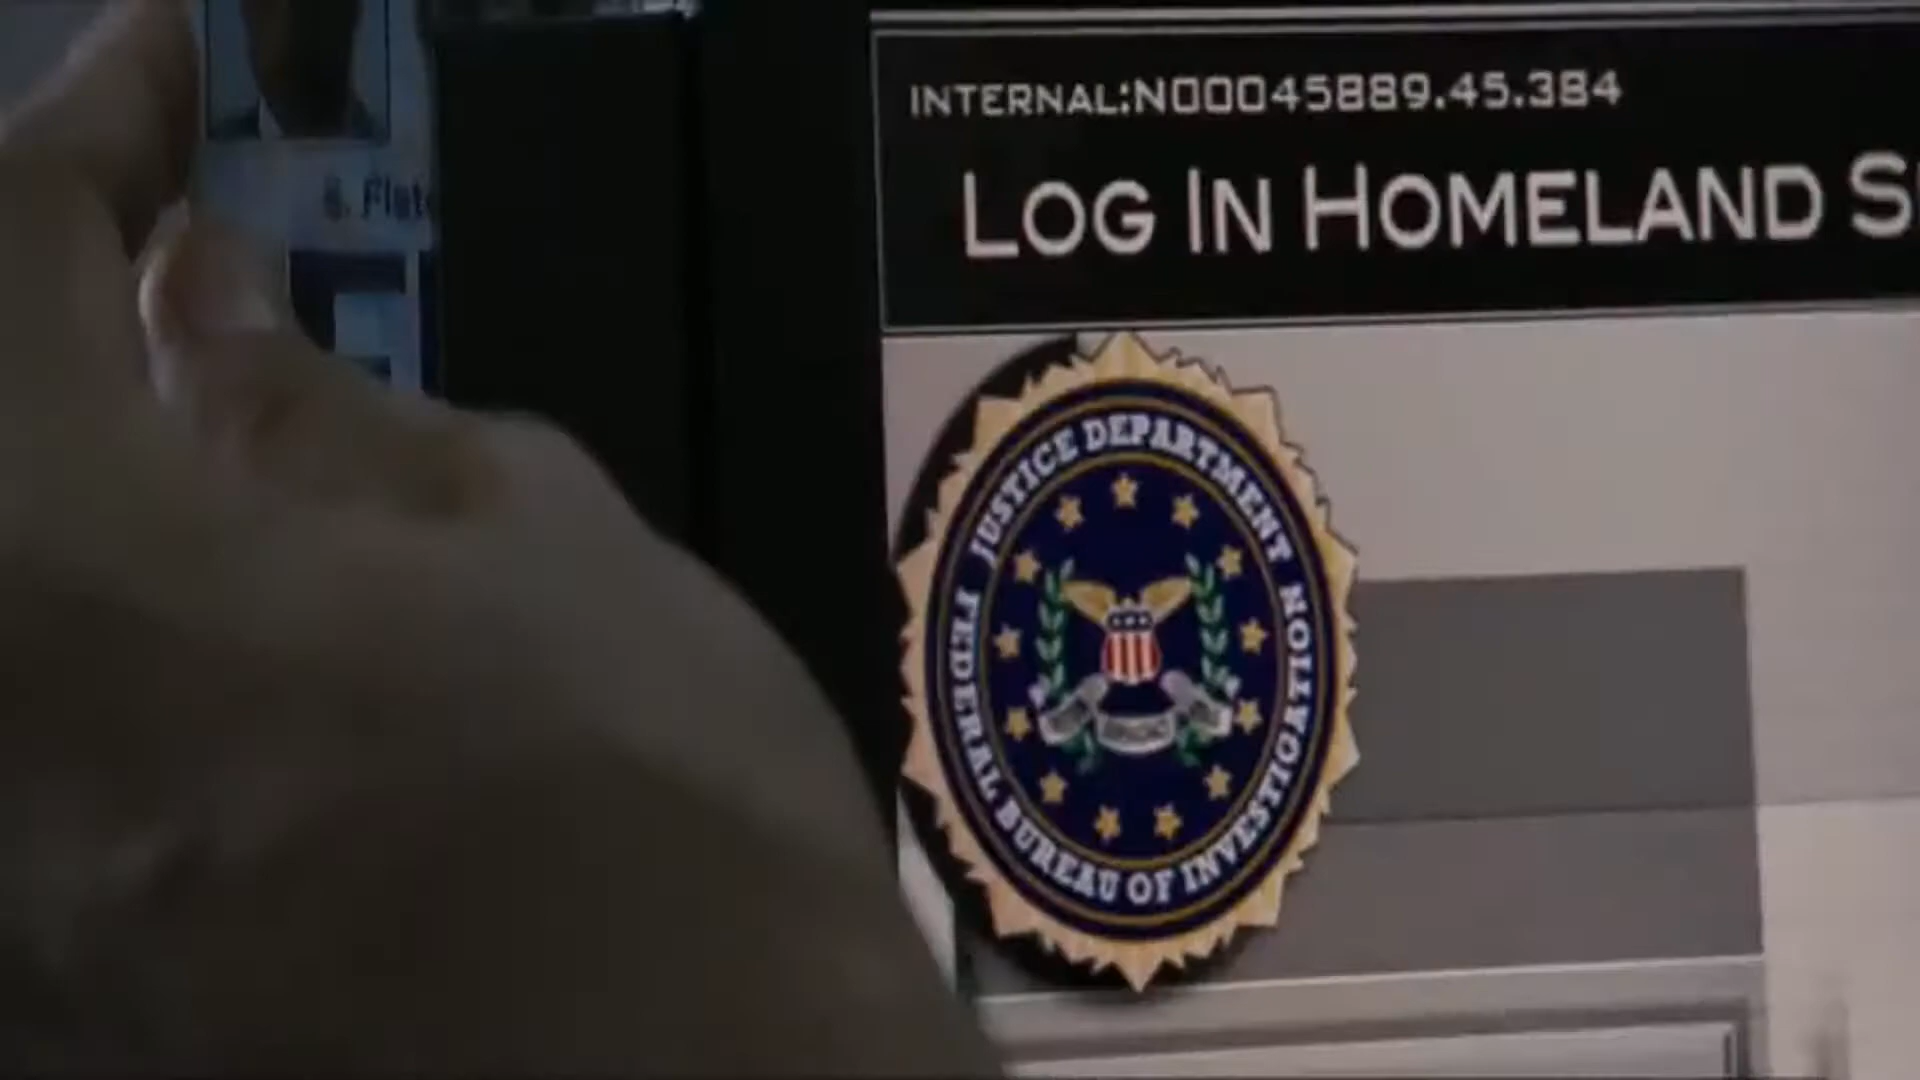 INTERNAL:N00045889.45.384
LOG IN HOMELAND S
JUSTICE DEPARTMENT
FEDERAL BUREAU OF INVESTIGATION